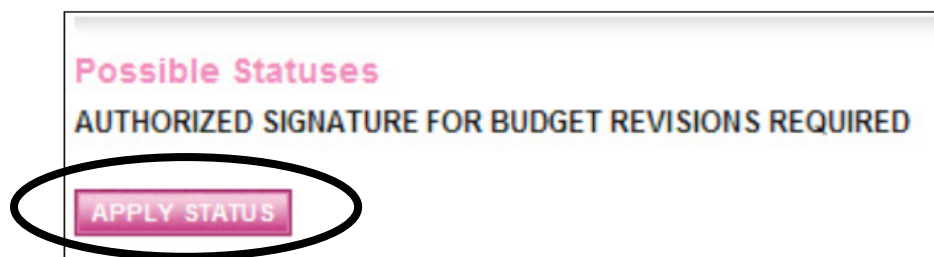 Possible Statuses
AUTHORIZED SIGNATURE FOR BUDGET REVISIONS REQUIRED
APPLY STATUS